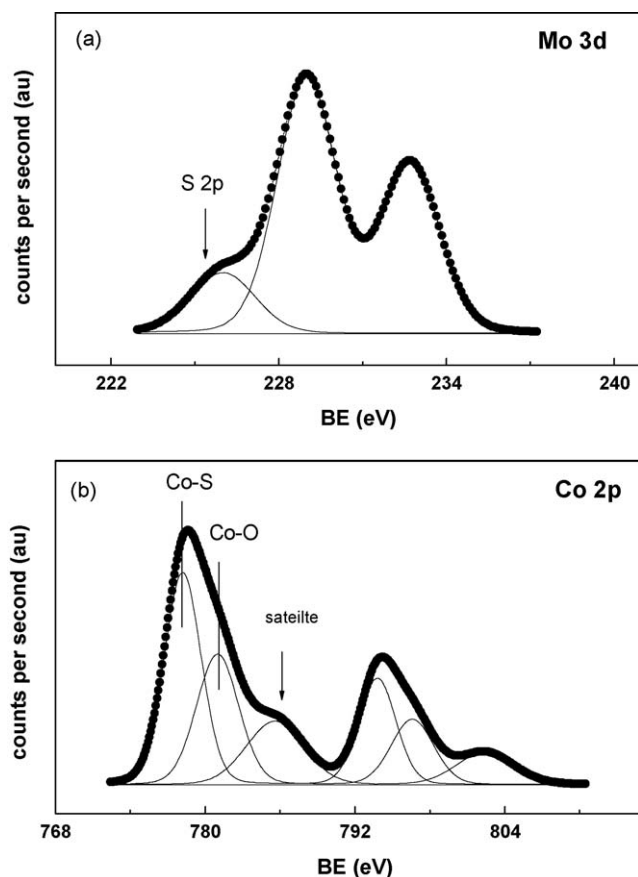 (a)
Mo 3d
S 2p
counts per second (au)
222
228
234
240
BE (eV)
(b)
Co-S
Co 2p
Co-O
sateilte
counts per second (au)
768
780
792
804
BE (eV)